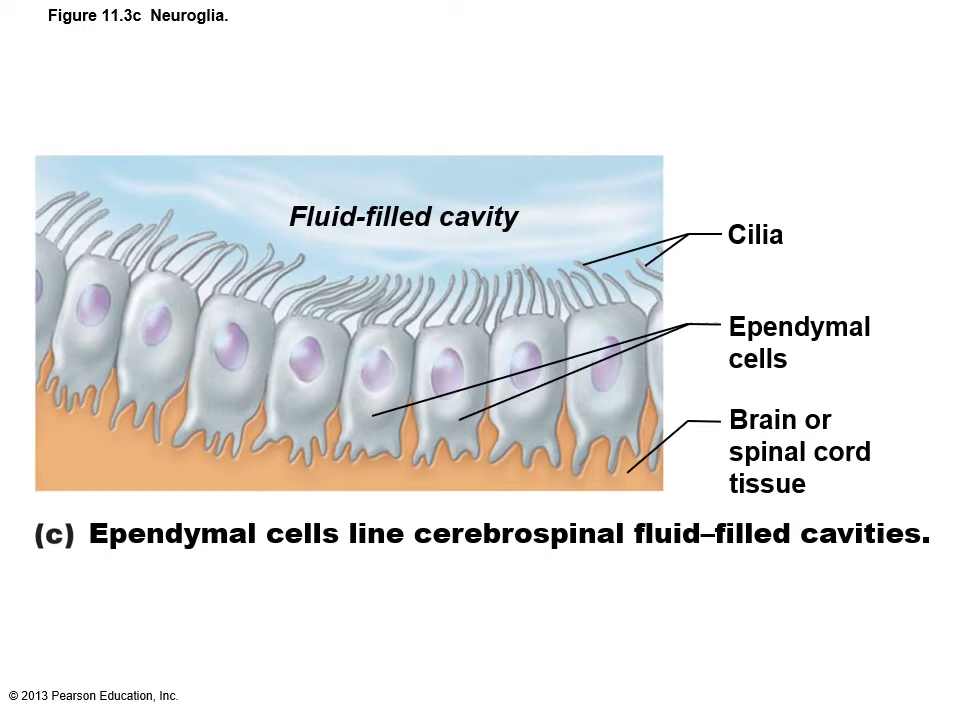 Figure 11.3c  Neuroglia.
Fluid-filled cavity
Cilia
Ependymal
cells
Brain or
spinal cord
tissue
(c) Ependymal cells line cerebrospinal fluid–filled cavities.
© 2013 Pearson Education, Inc.